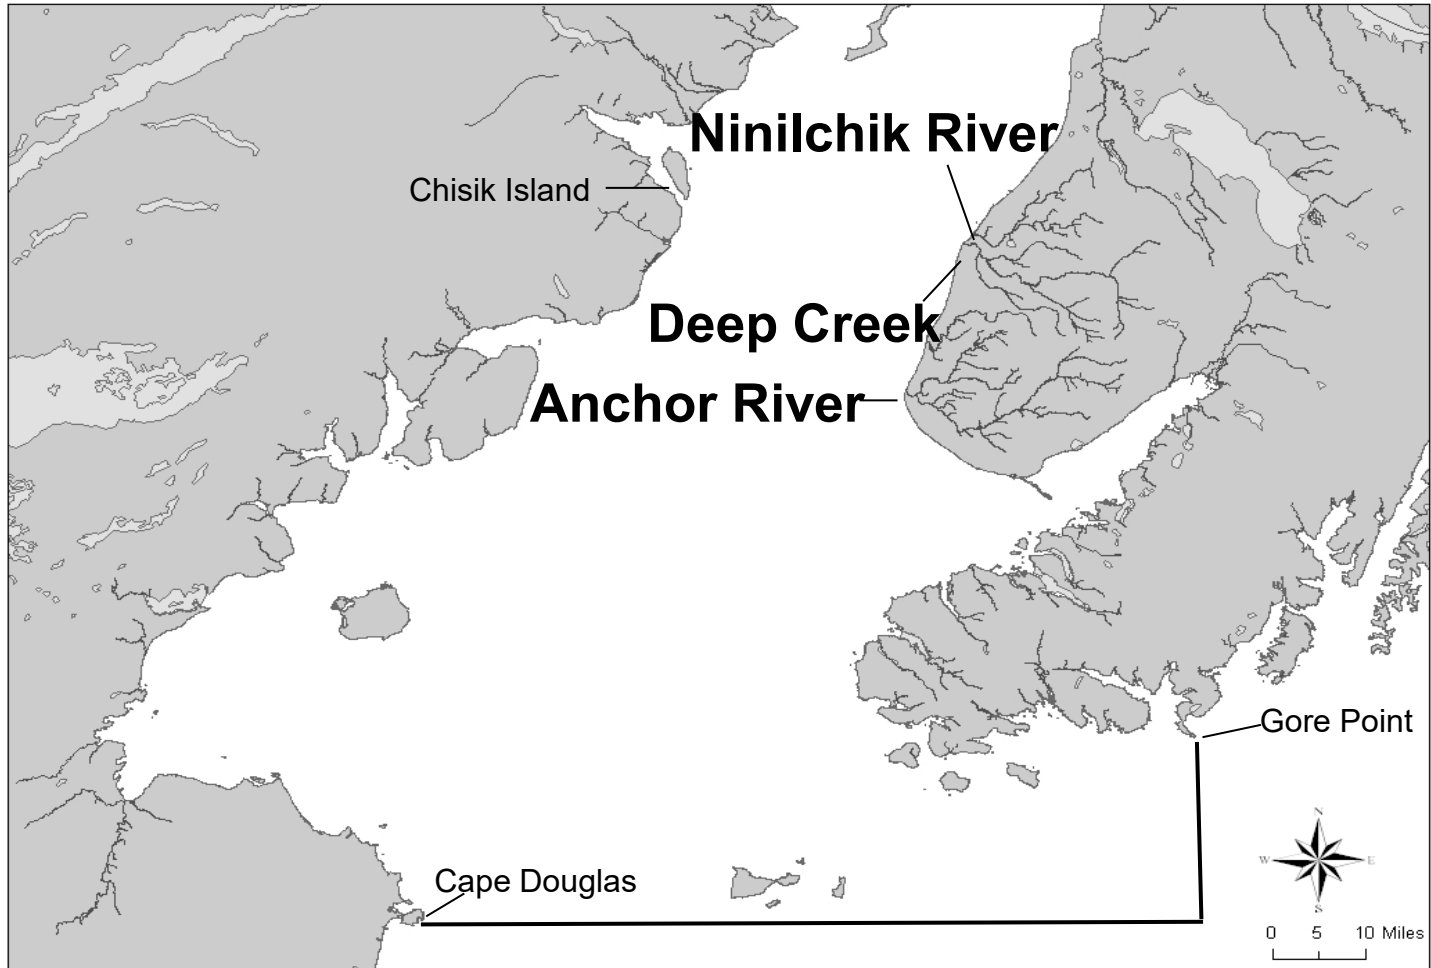 Ninilchik River
Chisik Island
Deep Creek
Anchor River
Gore Point
N
W E
S
Cape Douglas
0 5 10 Miles